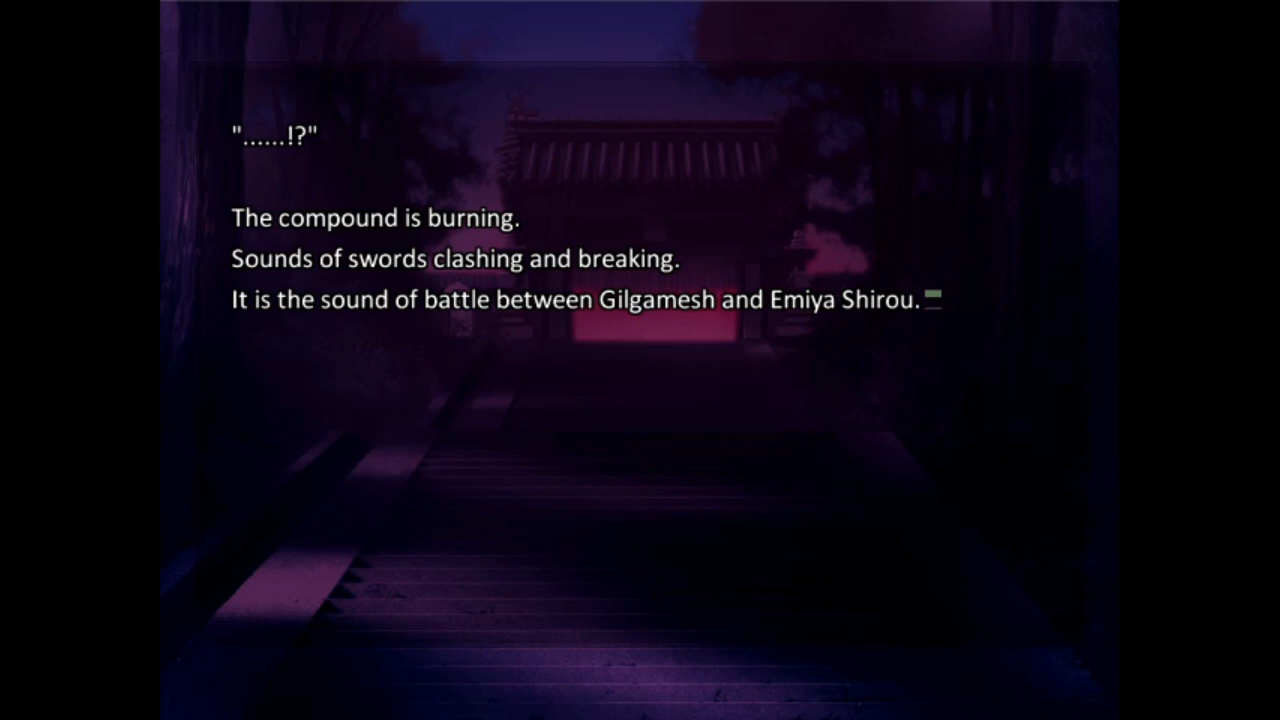 "......!?"
The compound is burning.
Sounds of swords clashing and breaking.
It is the sound of battle between Gilgamesh and Emiya Shirou.